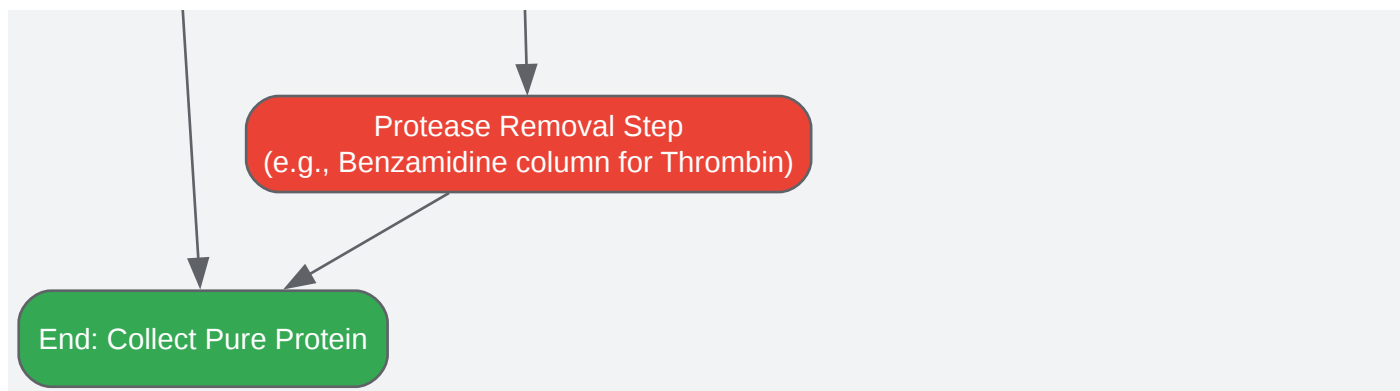 Protease Removal Step
(e.g., Benzamidine column for Thrombin)
End: Collect Pure Protein